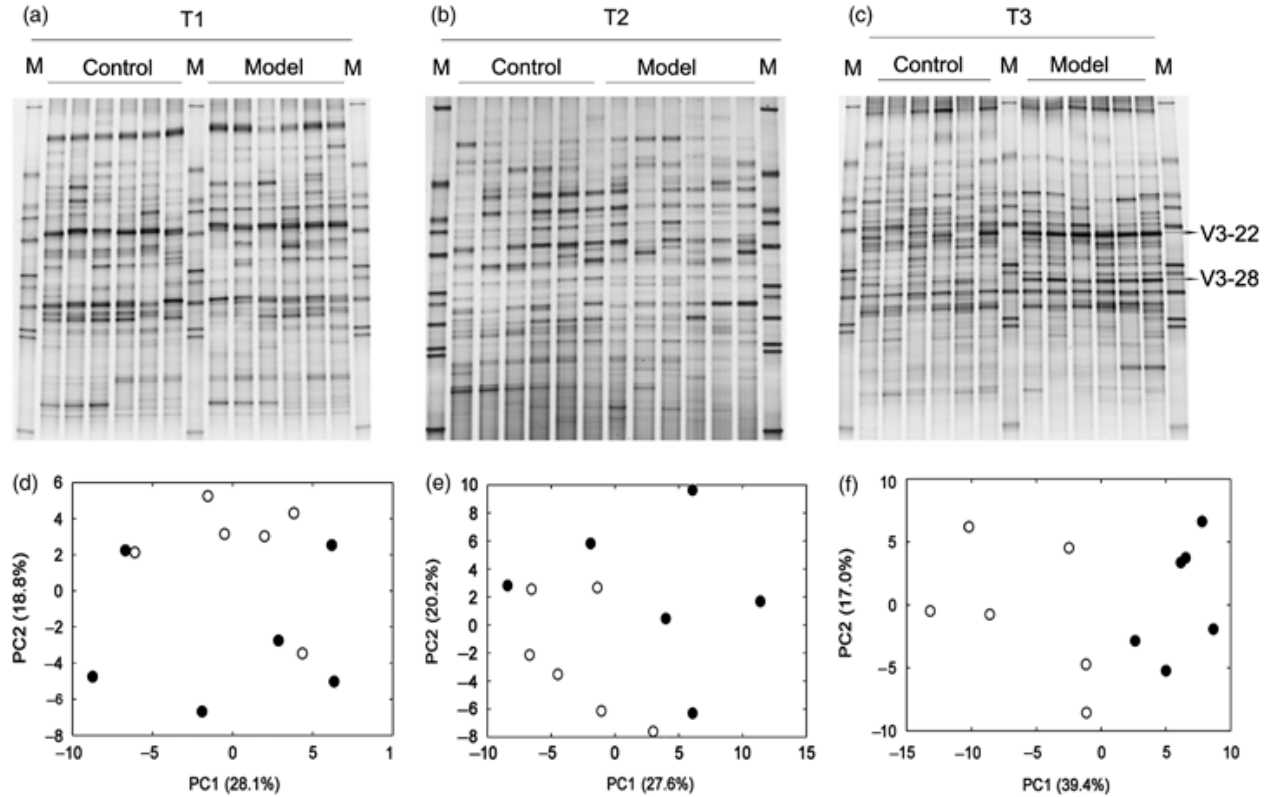 (a) T1
M Control M Model M
(b) T2
M Control Model M
(c) T3
M Control M Model M
V3-22
V3-28
(d)
6
4
2
0
–2
–4
–6
–8
PC2 (18.8%)
–10 –5 0 5 1
PC1 (28.1%)
(e)
10
8
6
4
2
0
–2
–4
–6
–8
PC2 (20.2%)
–10 –5 0 5 10 15
PC1 (27.6%)
(f)
10
5
0
–5
–10
PC2 (17.0%)
–15 –10 –5 0 5 10
PC1 (39.4%)